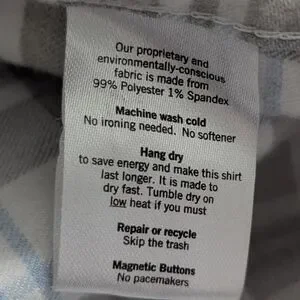 Our proprietary and
environmentally-conscious
fabric is made from
99% Polyester 1% Spandex
Machine wash cold
No ironing needed. No softener
Hang dry
to save energy and make this shirt
last longer. It is made to
dry fast. Tumble dry on
low heat if you must
Repair or recycle
Skip the trash
Magnetic Buttons
No pacemakers